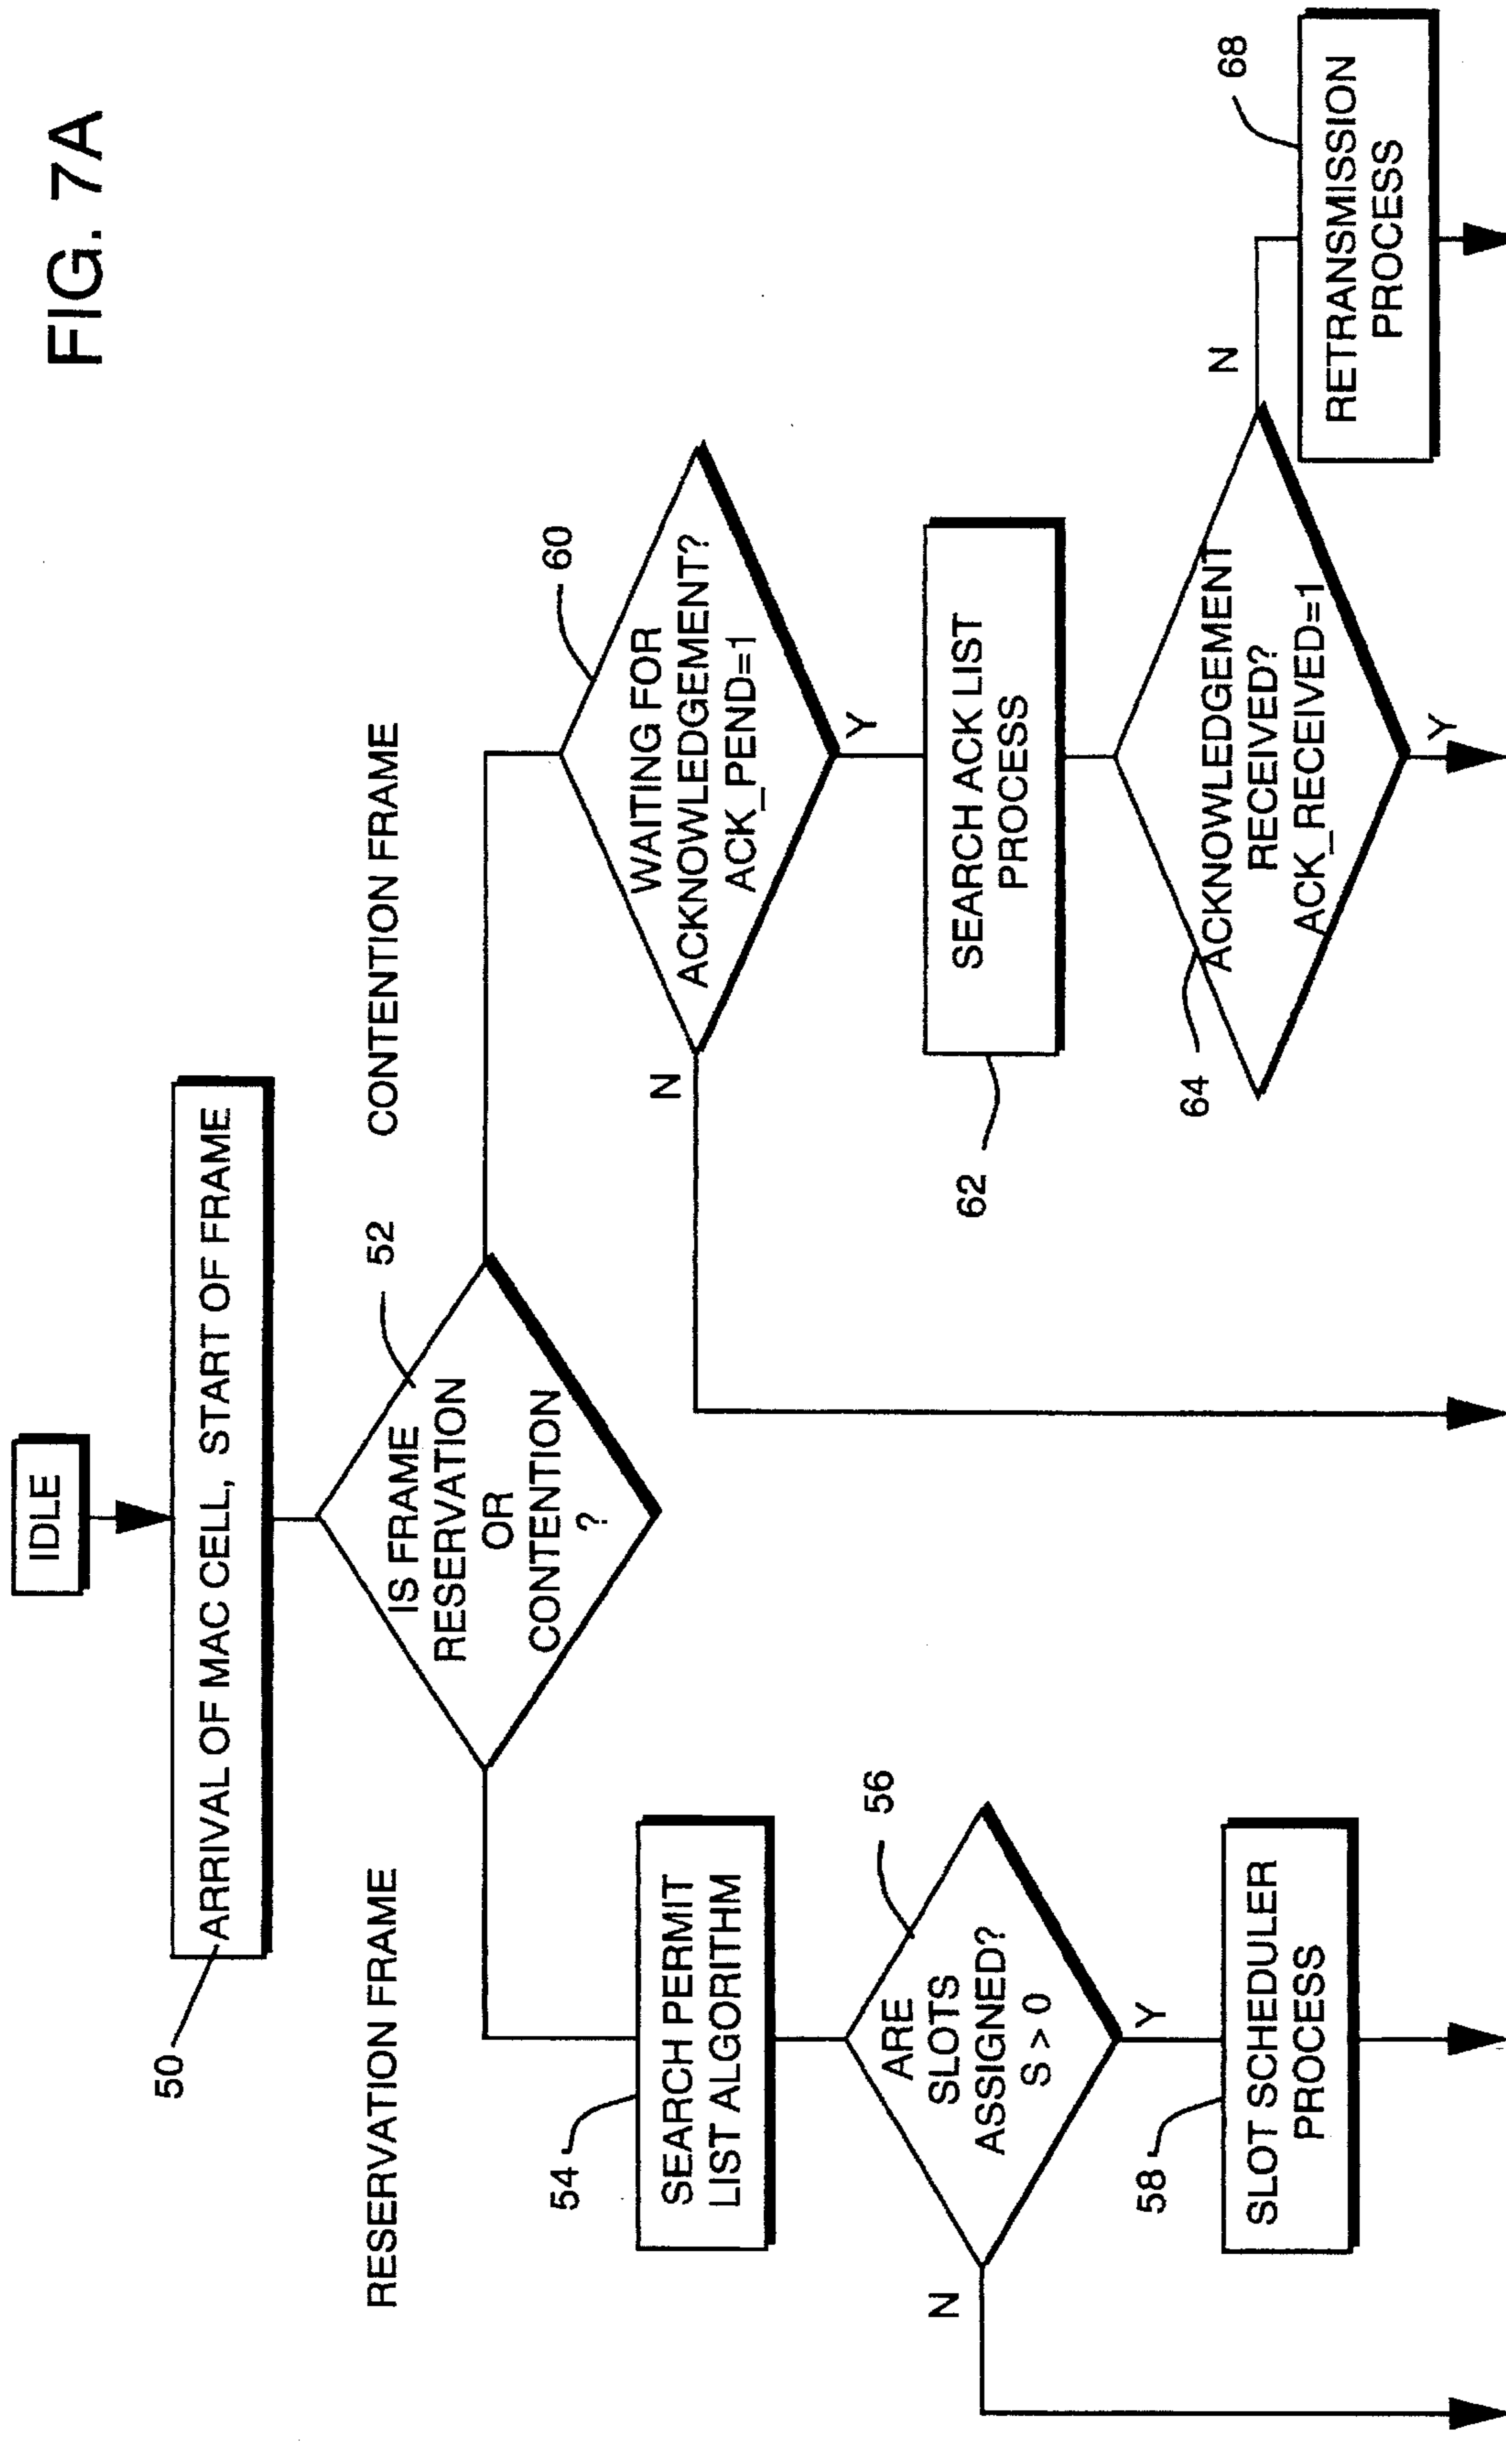 FIG. 7A
IDLE
50
ARRIVAL OF MAC CELL, START OF FRAME
RESERVATION FRAME
52
CONTENTION FRAME
IS FRAME
RESERVATION
OR
CONTENTION
?
54
SEARCH PERMIT
LIST ALGORITHM
56
ARE
SLOTS
ASSIGNED?
S > 0
N
Y
58
SLOT SCHEDULER
PROCESS
60
WAITING FOR
ACKNOWLEDGEMENT?
ACK_PEND=1
N
Y
62
SEARCH ACK LIST
PROCESS
64
ACKNOWLEDGEMENT
RECEIVED?
ACK_RECEIVED=1
N
Y
68
RETRANSMISSION
PROCESS